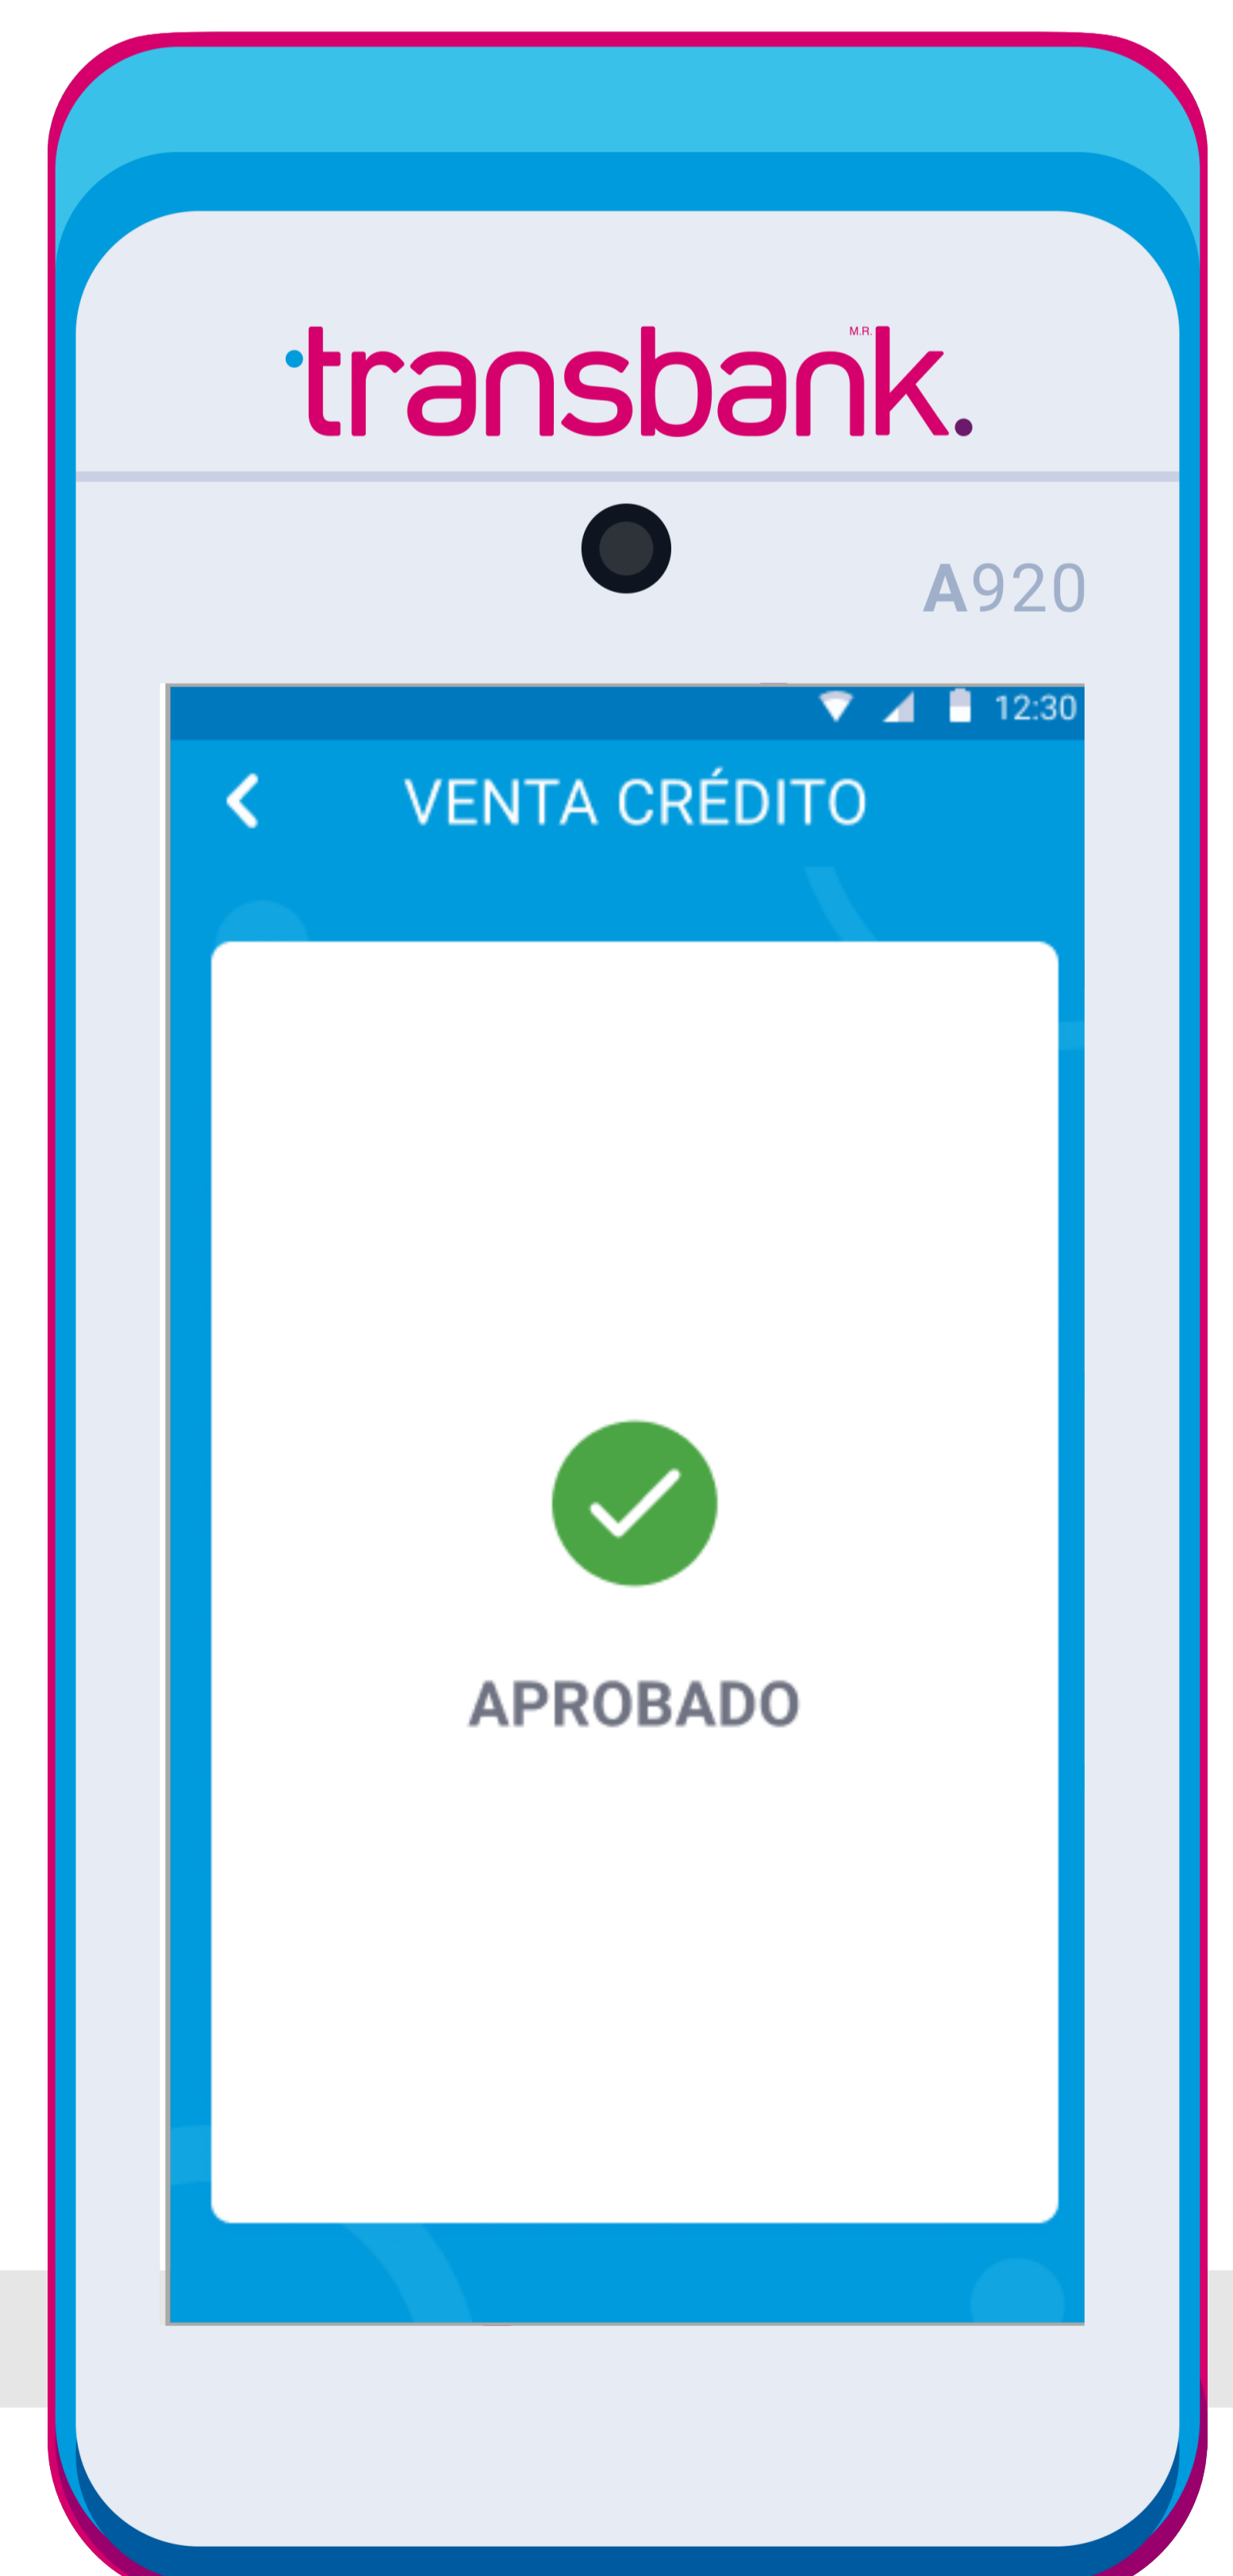 transbank.
M.R.
A920
12:30
VENTA CRÉDITO
APROBADO